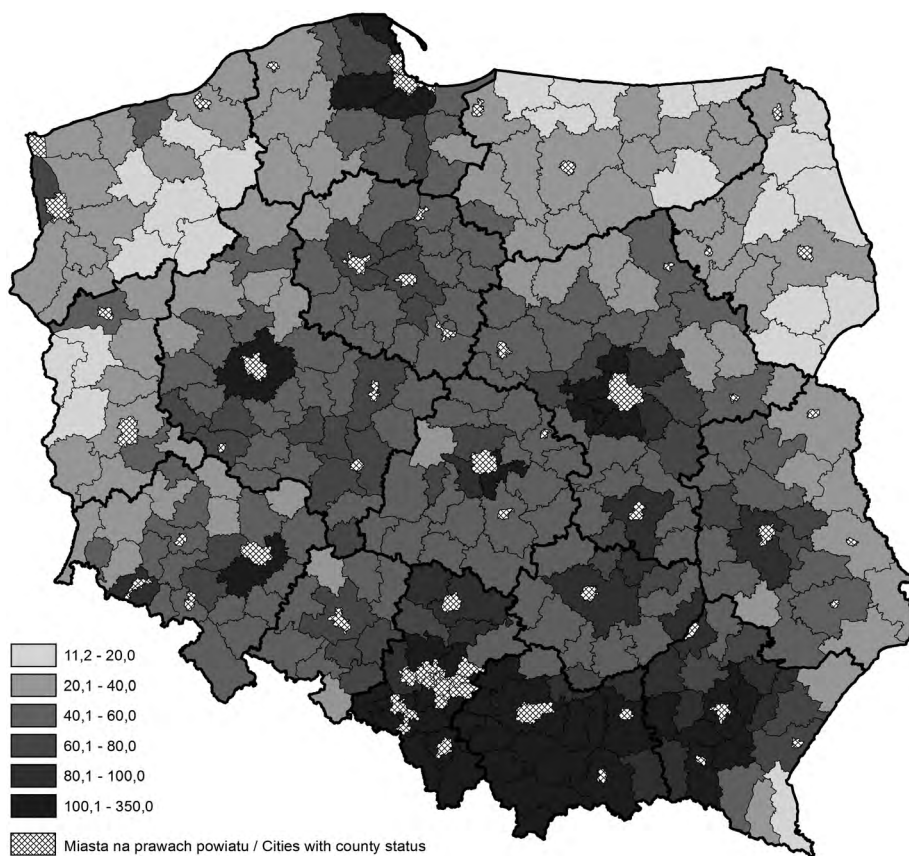 11,2 - 20,0
20,1 - 40,0
40,1 - 60,0
60,1 - 80,0
80,1 - 100,0
100,1 - 350,0
Miasta na prawach powiatu / Cities with county status